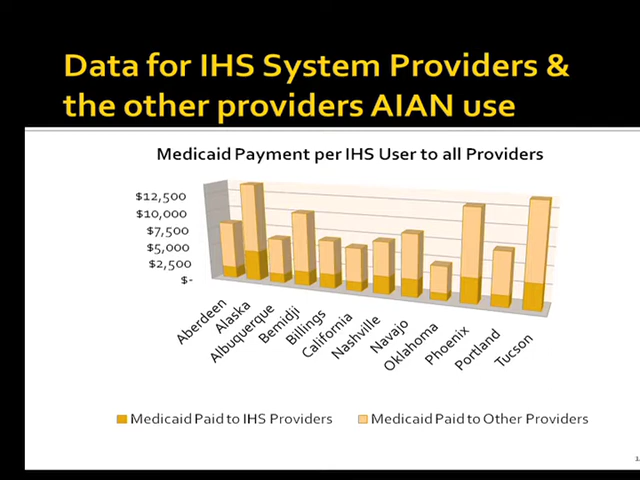 Data for IHS System Providers &
the other providers AIAN use
Medicaid Payment per IHS User to all Providers
$12,500
$10,000
$7,500
$5,000
$2,500
$-
Aberdeen
Alaska
Albuquerque
Bemidji
Billings
California
Nashville
Navajo
Oklahoma
Phoenix
Portland
Tucson
Medicaid Paid to IHS Providers
Medicaid Paid to Other Providers